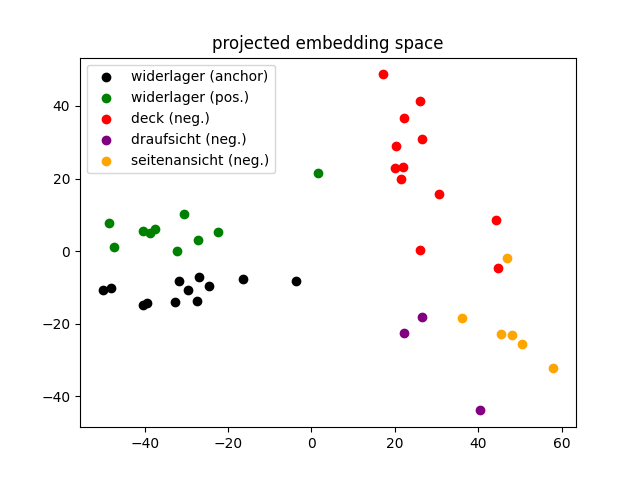 projected embedding space
widerlager (anchor)
widerlager (pos.)
deck (neg.)
draufsicht (neg.)
seitenansicht (neg.)
40
20
0
−20
−40
−40 −20 0 20 40 60